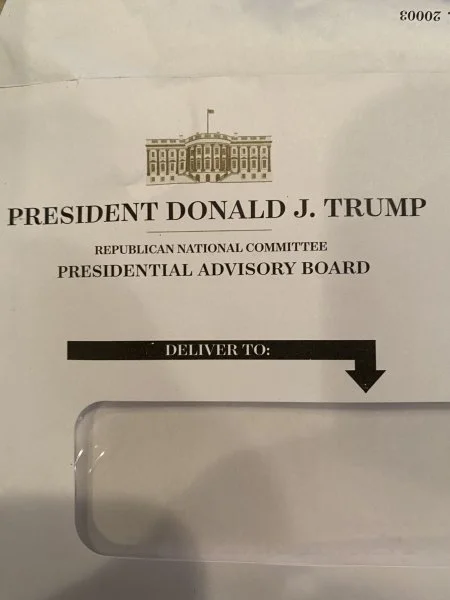 20003
PRESIDENT DONALD J. TRUMP
REPUBLICAN NATIONAL COMMITTEE
PRESIDENTIAL ADVISORY BOARD
DELIVER TO: